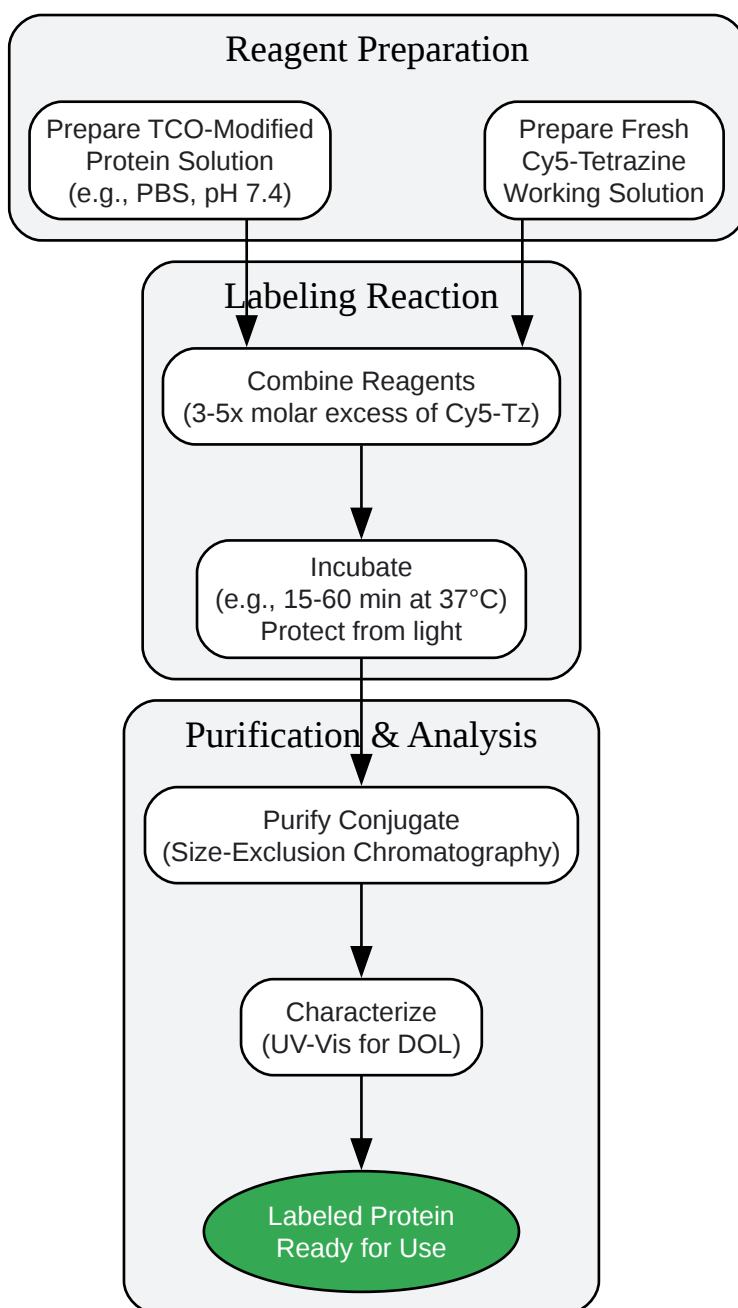 Reagent Preparation
Prepare TCO-Modified
Protein Solution
(e.g., PBS, pH 7.4)
Prepare Fresh
Cy5-Tetrazine
Working Solution
Labeling Reaction
Combine Reagents
(3-5x molar excess of Cy5-Tz)
Incubate
(e.g., 15-60 min at 37°C)
Protect from light
Purification & Analysis
Purify Conjugate
(Size-Exclusion Chromatography)
Characterize
(UV-Vis for DOL)
Labeled Protein
Ready for Use